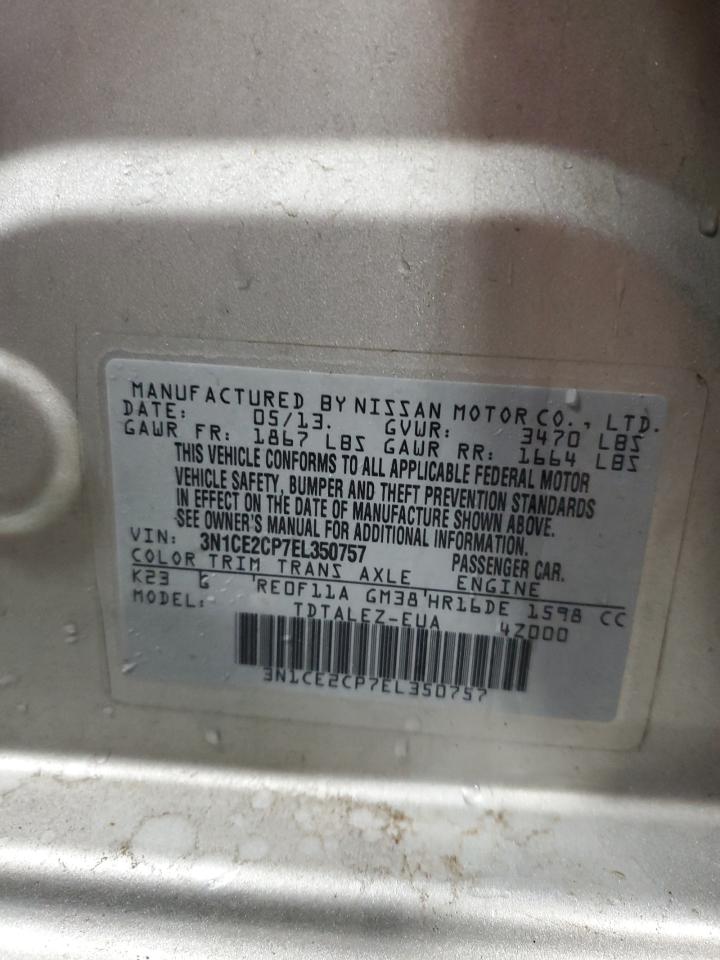 MANUFACTURED BY NISSAN MOTOR CO., LTD.
DATE: 05/13. GVWR: 3470 LBS
GAWR FR: 1867 LBS GAWR RR: 1664 LBS
THIS VEHICLE CONFORMS TO ALL APPLICABLE FEDERAL MOTOR
VEHICLE SAFETY, BUMPER AND THEFT PREVENTION STANDARDS
IN EFFECT ON THE DATE OF MANUFACTURE SHOWN ABOVE.
SEE OWNER'S MANUAL FOR ADDITIONAL INFORMATION.
VIN: 3N1CE2CP7EL350757 PASSENGER CAR.
COLOR TRIM TRANS AXLE ENGINE
K23 G RE0F11A GM38 HR16DE 1598 CC
MODEL: TDTALEZ-EUA 4Z000
3N1CE2CP7EL350757